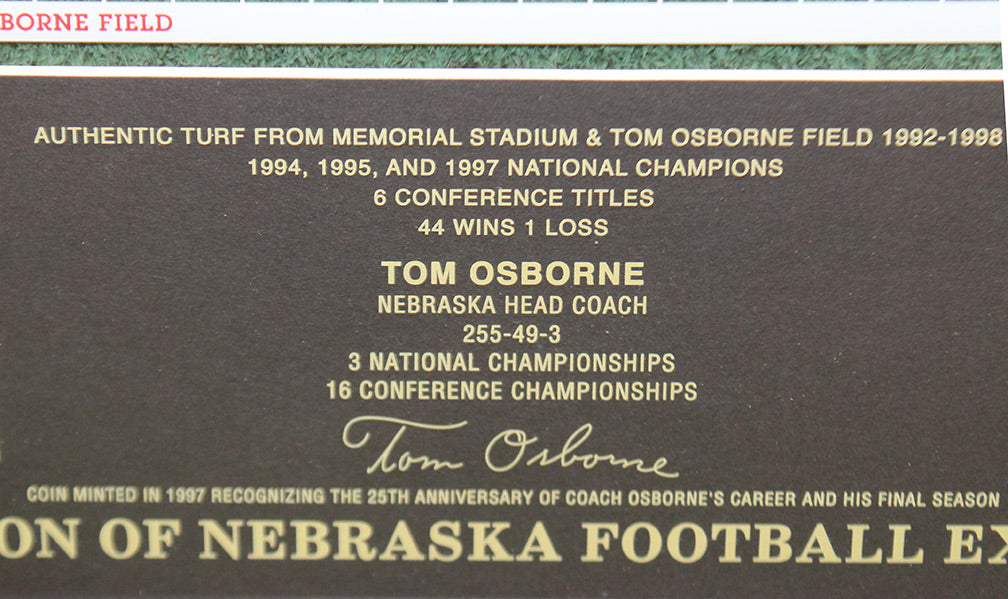 BORNE FIELD
AUTHENTIC TURF FROM MEMORIAL STADIUM & TOM OSBORNE FIELD 1992-1998
1994, 1995, AND 1997 NATIONAL CHAMPIONS
6 CONFERENCE TITLES
44 WINS 1 LOSS
TOM OSBORNE
NEBRASKA HEAD COACH
255-49-3
3 NATIONAL CHAMPIONSHIPS
16 CONFERENCE CHAMPIONSHIPS
Tom Osborne
COIN MINTED IN 1997 RECOGNIZING THE 25TH ANNIVERSARY OF COACH OSBORNE'S CAREER AND HIS FINAL SEASON
ON OF NEBRASKA FOOTBALL EX